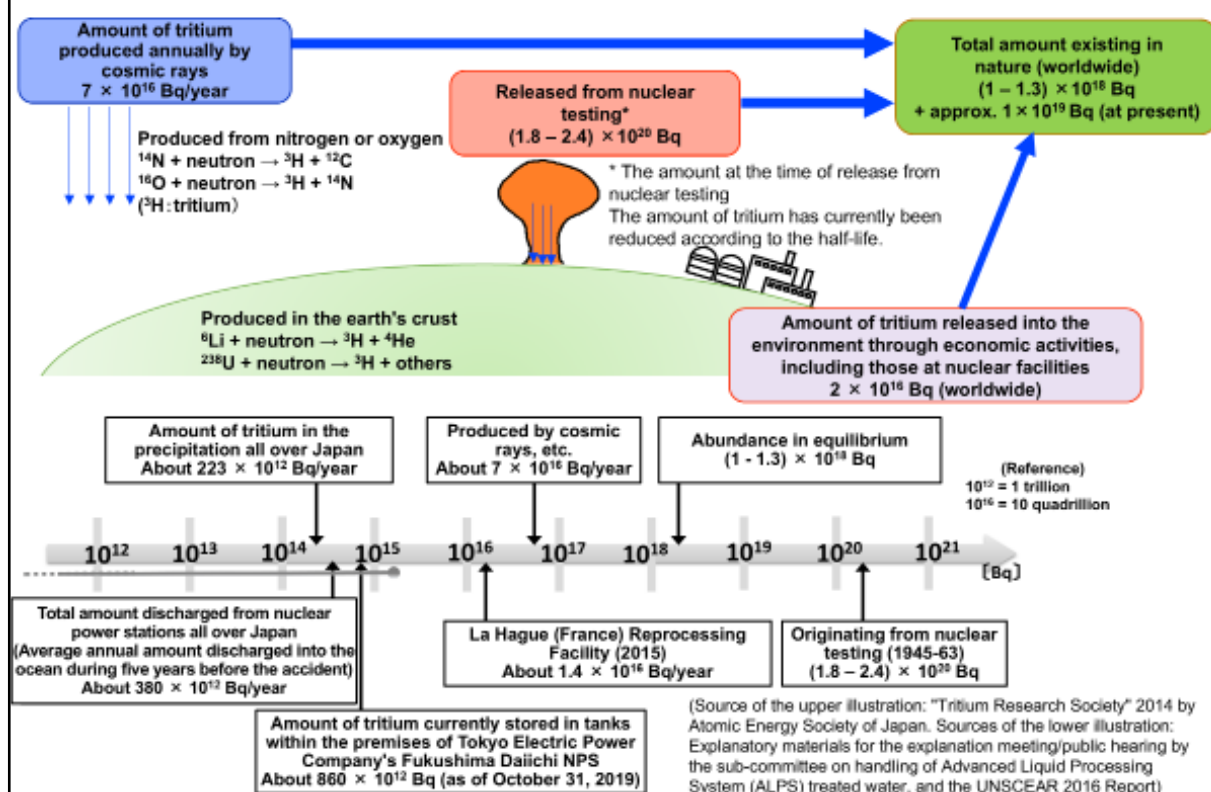 Amount of tritium
produced annually by
cosmic rays
7 × 10¹⁶ Bq/year
Total amount existing in
nature (worldwide)
(1 – 1.3) ×10¹⁸ Bq
+ approx. 1×10¹⁹ Bq (at present)
Released from nuclear
testing*
(1.8 – 2.4) ×10²⁰ Bq
Produced from nitrogen or oxygen
¹⁴N + neutron → ³H + ¹²C
¹⁶O + neutron → ³H + ¹⁴N
(³H:tritium)
* The amount at the time of release from
nuclear testing
The amount of tritium has currently been
reduced according to the half-life.
Produced in the earth's crust
⁶Li + neutron → ³H + ⁴He
²³⁸U + neutron → ³H + others
Amount of tritium released into the
environment through economic activities,
including those at nuclear facilities
2 × 10¹⁶ Bq (worldwide)
Amount of tritium in the
precipitation all over Japan
About 223 × 10¹² Bq/year
Produced by cosmic
rays, etc.
About 7 × 10¹⁶ Bq/year
Abundance in equilibrium
(1 - 1.3) × 10¹⁸ Bq
(Reference)
10¹² = 1 trillion
10¹⁶ = 10 quadrillion
10¹² 10¹³ 10¹⁴ 10¹⁵ 10¹⁶ 10¹⁷ 10¹⁸ 10¹⁹ 10²⁰ 10²¹
[Bq]
Total amount discharged from nuclear
power stations all over Japan
(Average annual amount discharged into the
ocean during five years before the accident)
About 380 × 10¹² Bq/year
La Hague (France) Reprocessing
Facility (2015)
About 1.4 × 10¹⁶ Bq/year
Originating from nuclear
testing (1945-63)
(1.8 – 2.4) × 10²⁰ Bq
Amount of tritium currently stored in tanks
within the premises of Tokyo Electric Power
Company's Fukushima Daiichi NPS
About 860 × 10¹² Bq (as of October 31, 2019)
(Source of the upper illustration: "Tritium Research Society" 2014 by
Atomic Energy Society of Japan. Sources of the lower illustration:
Explanatory materials for the explanation meeting/public hearing by
the sub-committee on handling of Advanced Liquid Processing
System (ALPS) treated water, and the UNSCEAR 2016 Report)